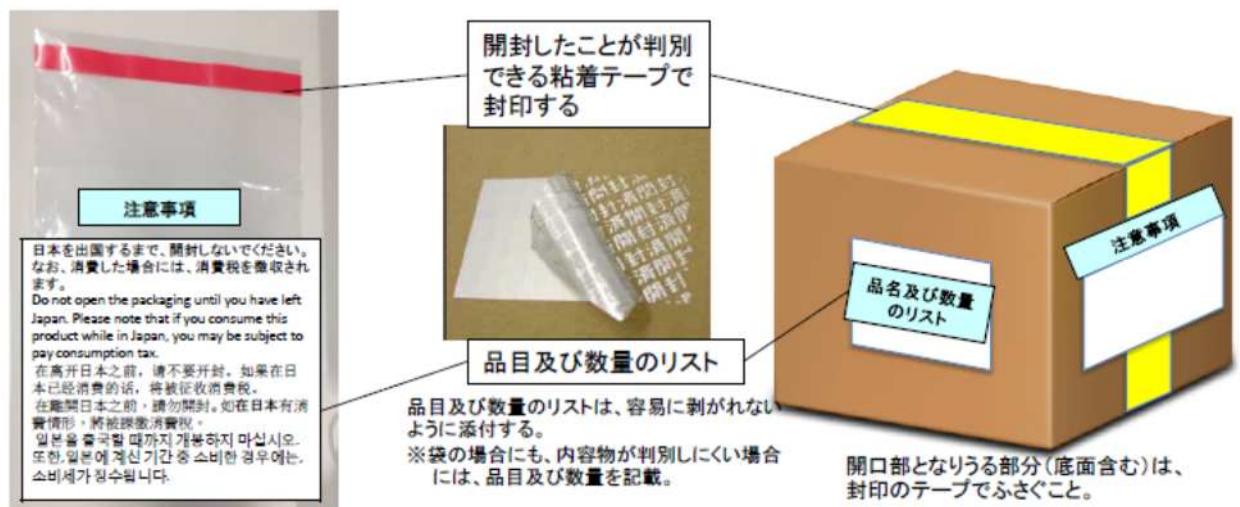 開封したことが判別
できる粘着テープで
封印する
注意事項
日本を出国するまで、開封しないでください。
なお、消費した場合には、消費税を徴収され
ます。
Do not open the packaging until you have left
Japan. Please note that if you consume this
product while in Japan, you may be subject to
pay consumption tax.
在离开日本之前，请不要开封。如果在日
本已经消费的话，将被征收消费税。
在離開日本之前，請勿開封。如在日本有消
費情形，將被課徵消費稅。
일본을 출국할 때까지 개봉하지 마십시오.
또한, 일본에 계신 기간 중 소비한 경우에는,
소비세가 징수됩니다.
開封済
品目及び数量のリスト
品目及び数量のリストは、容易に剥がれない
ように添付する。
※袋の場合にも、内容物が判別しにくい場合
には、品目及び数量を記載。
注意事項
品名及び数量
のリスト
開口部となりうる部分（底面含む）は、
封印のテープでふさぐこと。